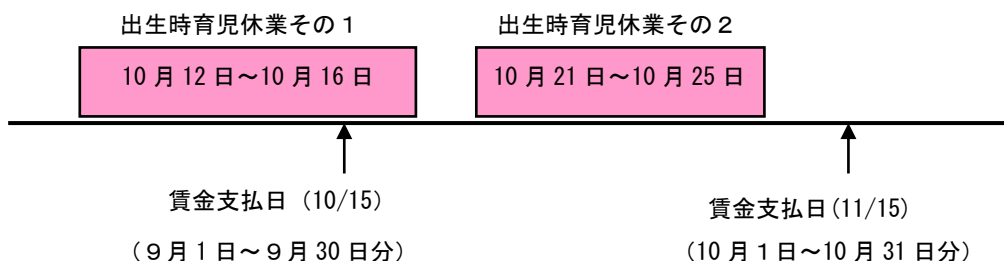 出生時育児休業その１
出生時育児休業その２
10 月 12 日～10 月 16 日
10 月 21 日～10 月 25 日
賃金支払日（10/15）
賃金支払日(11/15)
（９月１日～９月 30 日分）
（10 月１日～10 月 31 日分）